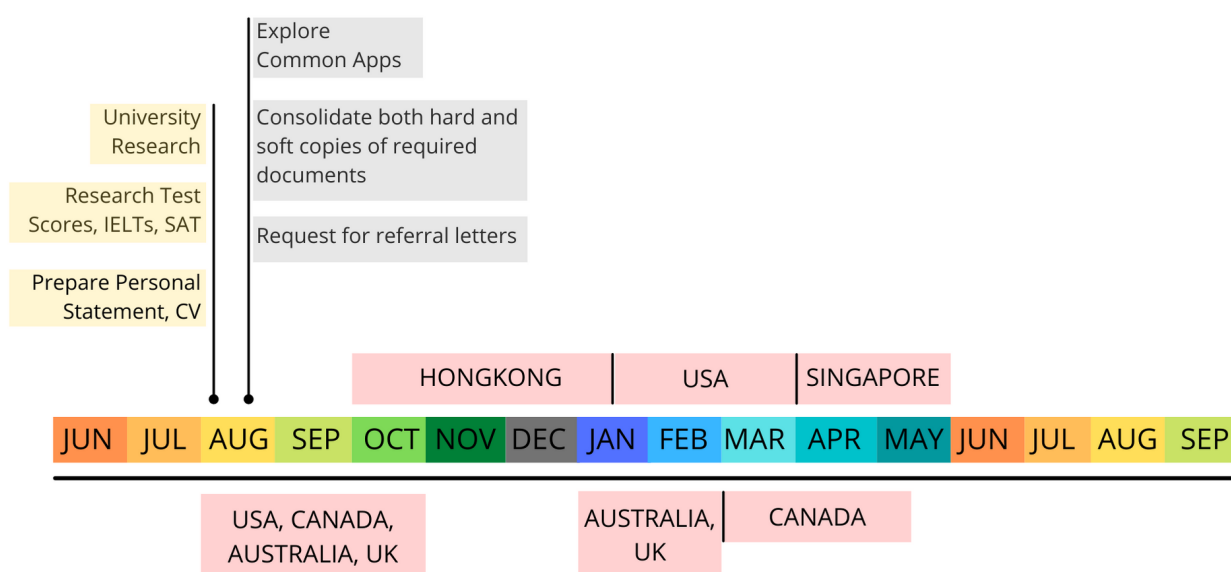 Explore
Common Apps
University
Research
Consolidate both hard and
soft copies of required
documents
Research Test
Scores, IELTs, SAT
Request for referral letters
Prepare Personal
Statement, CV
HONGKONG USA SINGAPORE
JUN JUL AUG SEP OCT NOV DEC JAN FEB MAR APR MAY JUN JUL AUG SEP
USA, CANADA,
AUSTRALIA, UK
AUSTRALIA,
UK
CANADA